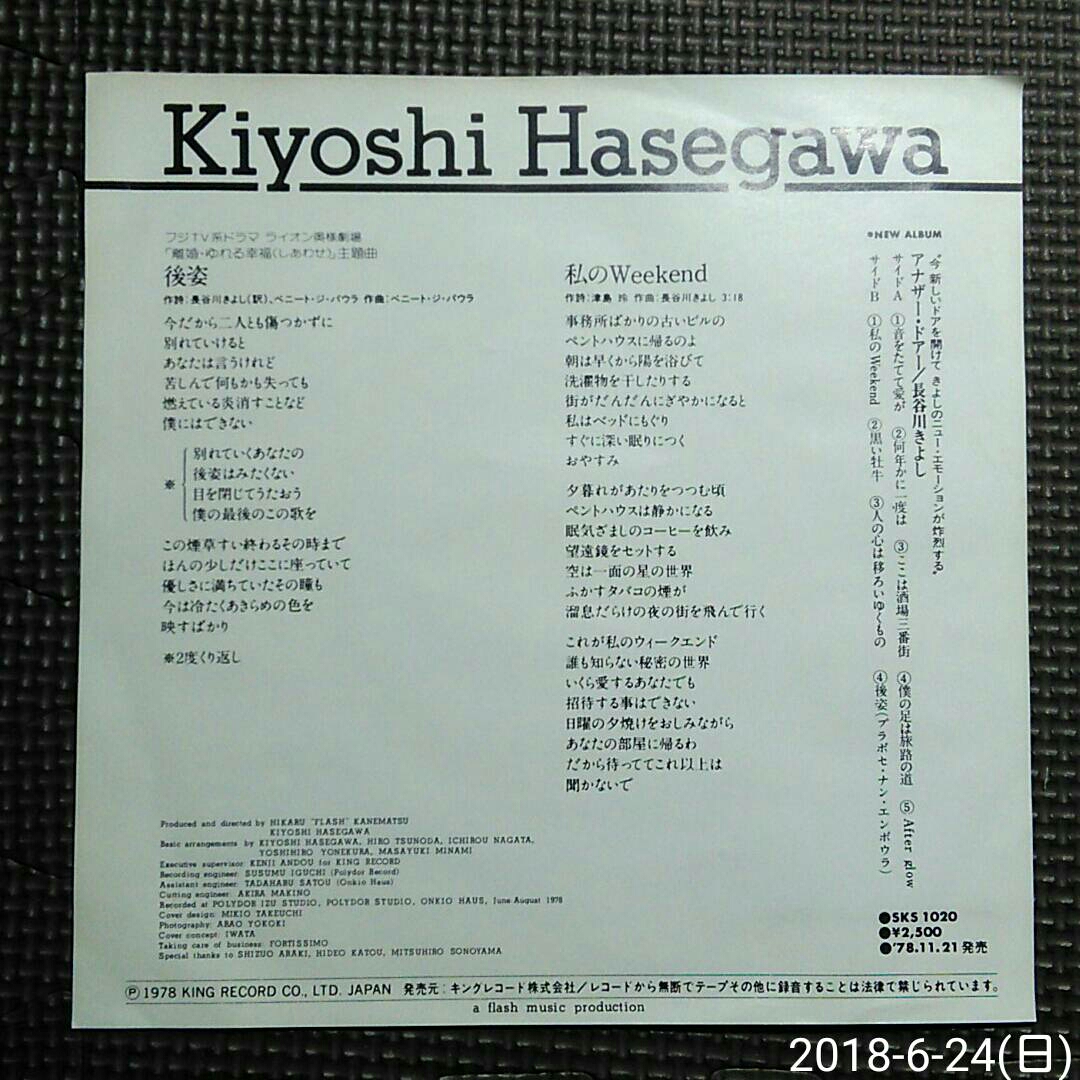 Kiyoshi Hasegawa
フジTV系ドラマ ライオン奥様劇場
「離婚・ゆれる幸福(しあわせ)」主題曲
後姿
作詩:長谷川きよし(訳)、ベニート・ジ・パウラ 作曲:ベニート・ジ・パウラ
今だから二人とも傷つかずに
別れていけると
あなたは言うけれど
苦しんで何もかも失っても
燃えている炎消すことなど
僕にはできない
※
別れていくあなたの
後姿はみたくない
目を閉じてうたおう
僕の最後のこの歌を
この煙草すい終わるその時まで
ほんの少しだけここに座っていて
優しさに満ちていたその瞳も
今は冷たくあきらめの色を
映すばかり
※2度くり返し
私のWeekend
作詩:津島 玲 作曲:長谷川きよし 3:18
事務所ばかりの古いビルの
ペントハウスに帰るのよ
朝は早くから陽を浴びて
洗濯物を干したりする
街がだんだんにぎやかになると
私はベッドにもぐり
すぐに深い眠りにつく
おやすみ
夕暮れがあたりをつつむ頃
ペントハウスは静かになる
眠気ざましのコーヒーを飲み
望遠鏡をセットする
空は一面の星の世界
ふかすタバコの煙が
溜息だらけの夜の街を飛んで行く
これが私のウィークエンド
誰も知らない秘密の世界
いくら愛するあなたでも
招待する事はできない
日曜の夕焼けをおしみながら
あなたの部屋に帰るわ
だから待っててこれ以上は
聞かないで
●NEW ALBUM
"今 新しいドアを開けて きよしのニュー・エモーションが炸烈する"
アナザー・ドアー/長谷川きよし
サイドA ①音をたてて愛が ②何年かに一度は ③ここは酒場三番街 ④僕の足は旅路の道 ⑤After glow
サイドB ①私のWeekend ②黒い牡牛 ③人の心は移ろいゆくもの ④後姿(プラボセ・ナン・エンボウラ)
●SKS 1020
●¥2,500
●'78.11.21発売
Produced and directed by HIKARU "FLASH" KANEMATSU
KIYOSHI HASEGAWA
Basic arrangements by KIYOSHI HASEGAWA, HIRO TSUNODA, ICHIROU NAGATA,
YOSHIHIRO YONEKURA, MASAYUKI MINAMI
Executive supervisor: KENJI ANDOU for KING RECORD
Recording engineer: SUSUMU IGUCHI (Polydor Record)
Assistant engineer: TADAHARU SATOU (Onkio Haus)
Cutting engineer: AKIRA MAKINO
Recorded at POLYDOR IZU STUDIO, POLYDOR STUDIO, ONKIO HAUS, June-August 1978
Cover design: MIKIO TAKEUCHI
Photography: ABAO YOKOKI
Cover concept: IWATA
Taking care of business: FORTISSIMO
Special thanks to SHIZUO ARAKI, HIDEO KATOU, MITSUHIRO SONOYAMA
Ⓟ1978 KING RECORD CO., LTD. JAPAN 発売元:キングレコード株式会社/レコードから無断でテープその他に録音することは法律で禁じられています。
a flash music production
2018-6-24(日)